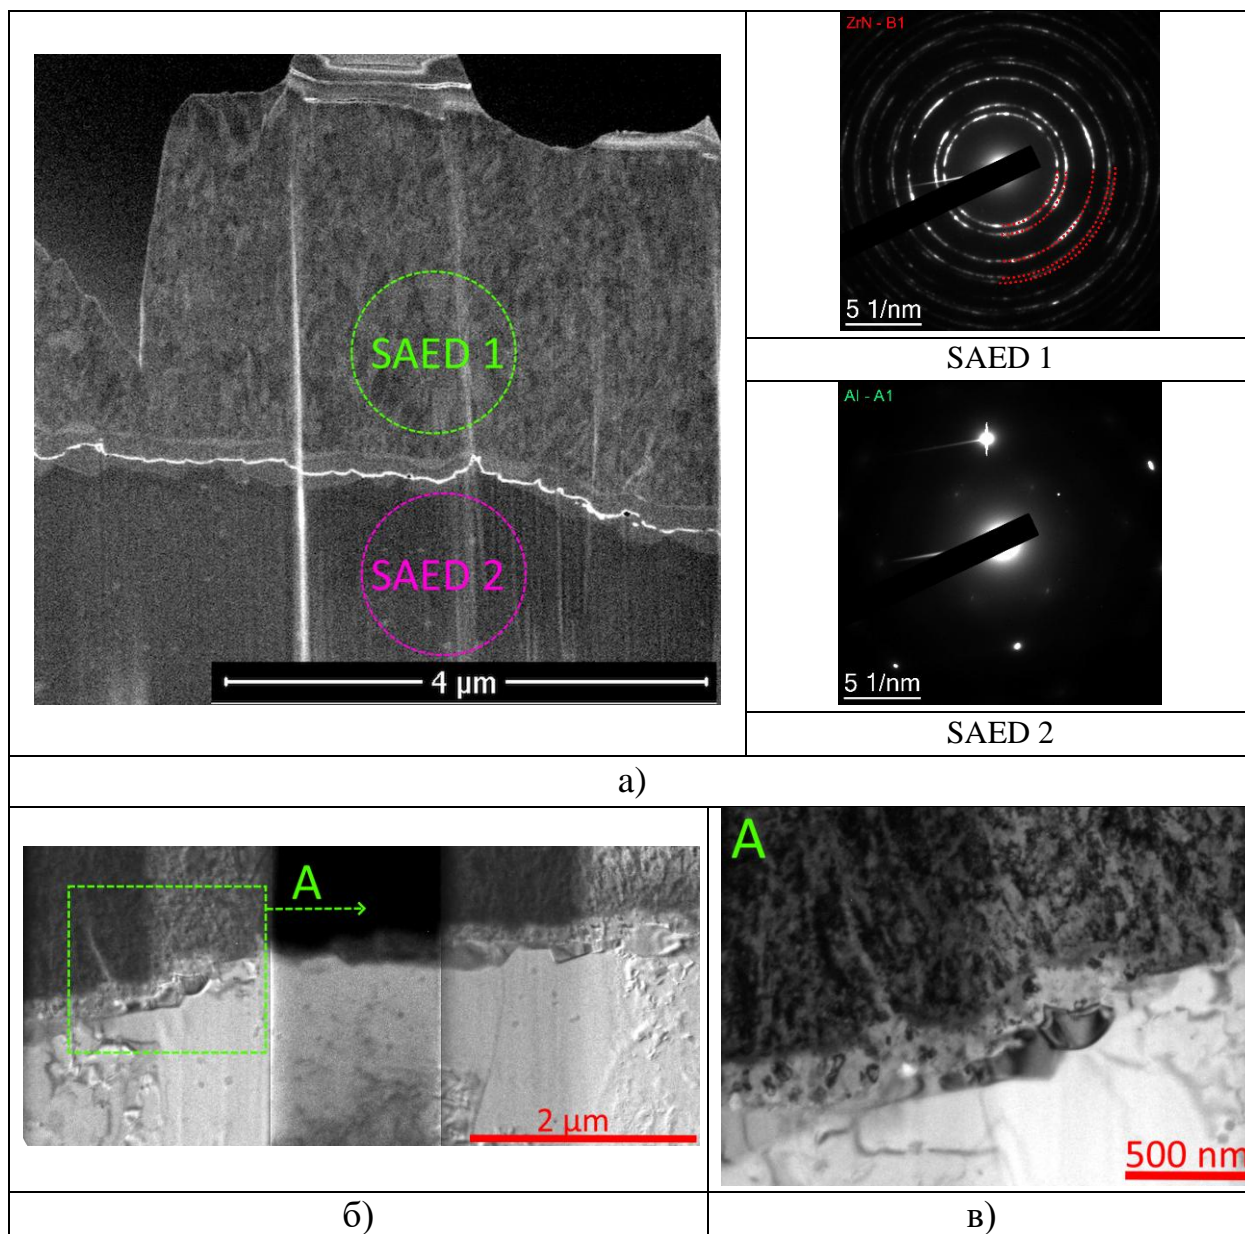 ZrN - B1
SAED 1
SAED 2
4 µm
5 1/nm
SAED 1
Al - A1
5 1/nm
SAED 2
а)
A
2 µm
A
500 nm
б)
в)